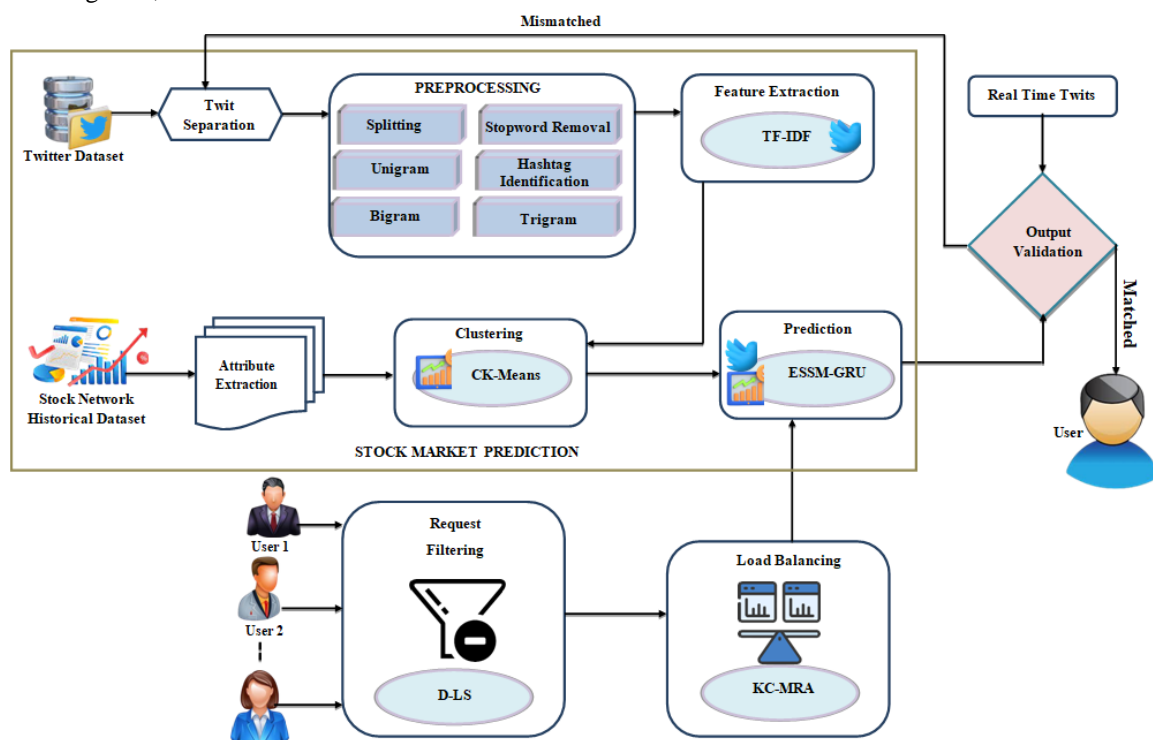 Mismatched
PREPROCESSING
Feature Extraction
Twit
Separation
Splitting
Stopword Removal
Real Time Twits
TF-IDF
Twitter Dataset
Unigram
Hashtag
Identification
Bigram
Trigram
Output
Validation
Matched
Clustering
Prediction
Attribute
Extraction
CK-Means
ESSM-GRU
Stock Network
Historical Dataset
User
STOCK MARKET PREDICTION
User 1
Request
Filtering
Load Balancing
User 2
D-LS
KC-MRA